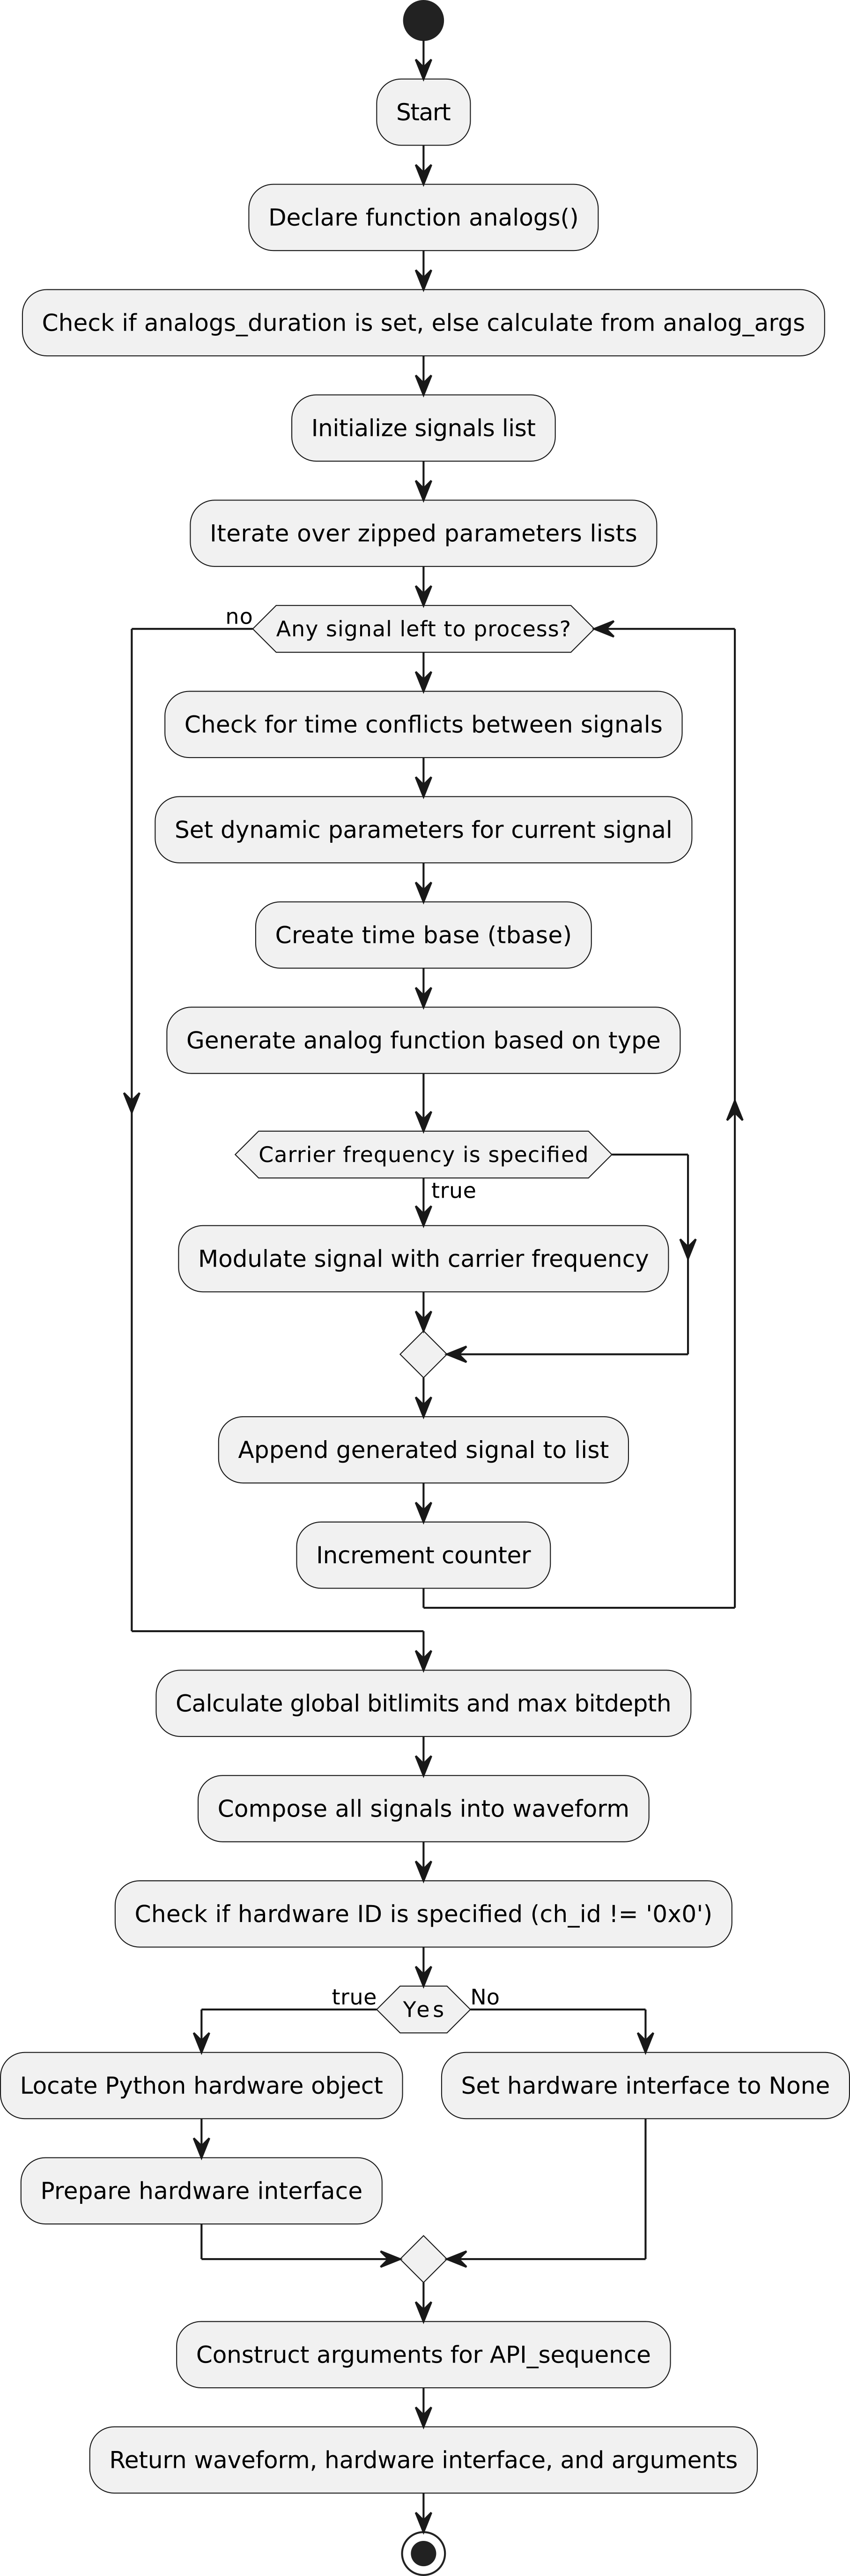 Start
Declare function analogs()
Check if analogs_duration is set, else calculate from analog_args
Initialize signals list
Iterate over zipped parameters lists
no
Any signal left to process?
Check for time conflicts between signals
Set dynamic parameters for current signal
Create time base (tbase)
Generate analog function based on type
Carrier frequency is specified
true
Modulate signal with carrier frequency
Append generated signal to list
Increment counter
Calculate global bitlimits and max bitdepth
Compose all signals into waveform
Check if hardware ID is specified (ch_id != '0x0')
true
Yes
No
Locate Python hardware object
Set hardware interface to None
Prepare hardware interface
Construct arguments for API_sequence
Return waveform, hardware interface, and arguments